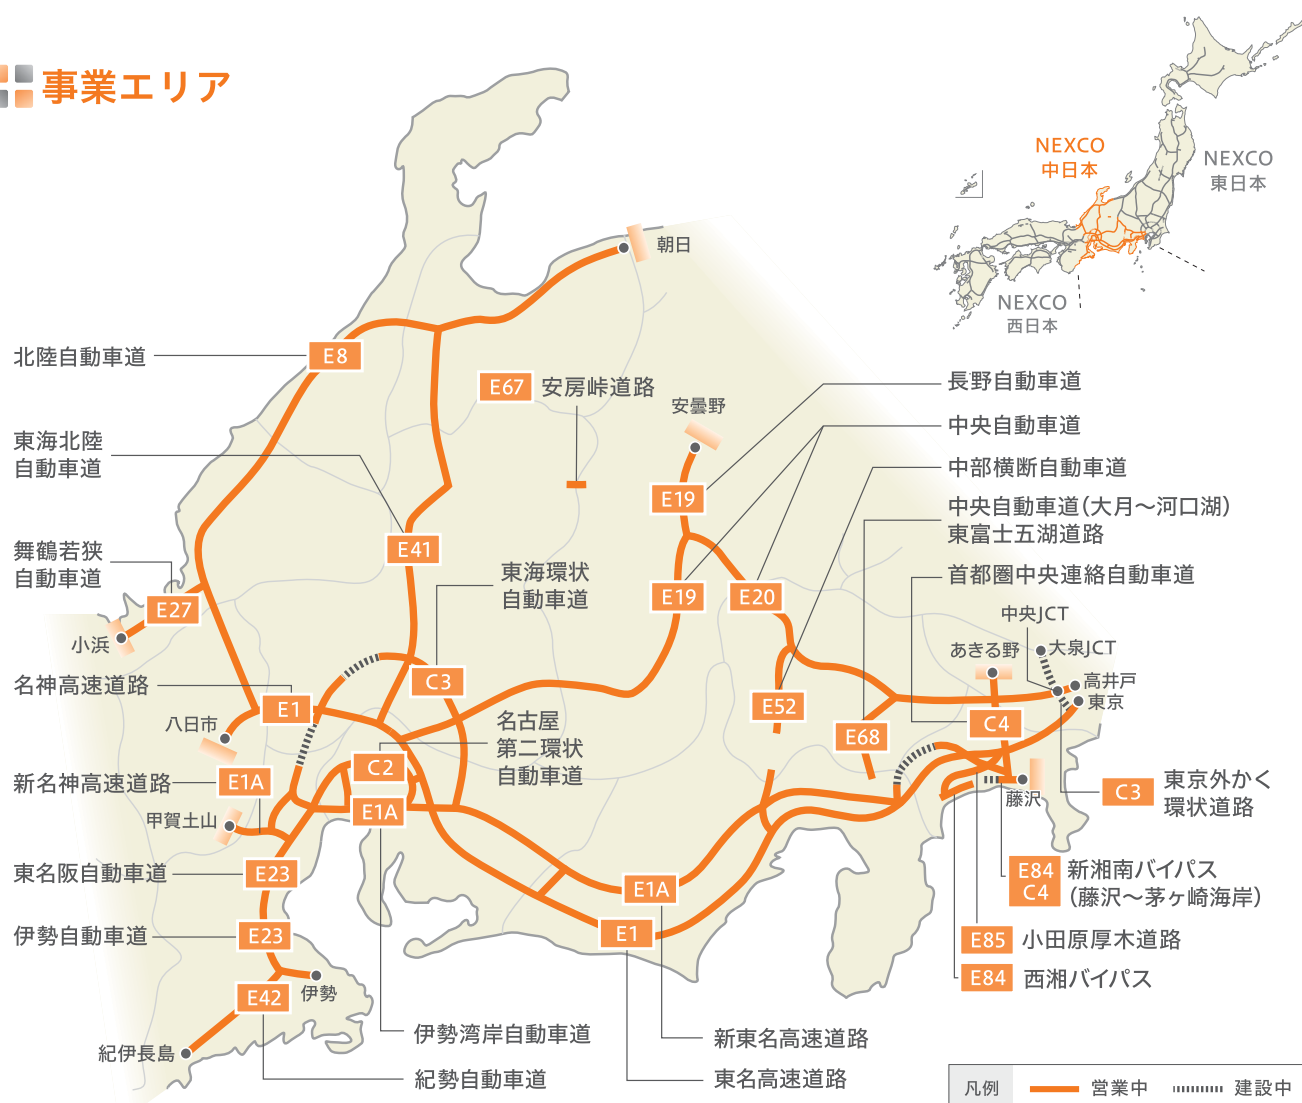 事業エリア
NEXCO
中日本
NEXCO
東日本
NEXCO
西日本
朝日
北陸自動車道
E8
E67
安房峠道路
安曇野
長野自動車道
中央自動車道
東海北陸
自動車道
中部横断自動車道
E19
中央自動車道(大月〜河口湖)
東富士五湖道路
E41
舞鶴若狭
自動車道
東海環状
自動車道
首都圏中央連絡自動車道
E27
E19
E20
中央JCT
小浜
あきる野
大泉JCT
名神高速道路
C3
高井戸
東京
E1
E52
八日市
名古屋
第二環状
自動車道
C4
E68
新名神高速道路
E1A
C2
藤沢
C3
東京外かく
環状道路
甲賀土山
E1A
東名阪自動車道
E23
E1A
E84
C4
新湘南バイパス
(藤沢〜茅ヶ崎海岸)
伊勢自動車道
E23
E1
E85
小田原厚木道路
E84
西湘バイパス
伊勢
E42
伊勢湾岸自動車道
新東名高速道路
紀伊長島
紀勢自動車道
東名高速道路
凡例
営業中
建設中